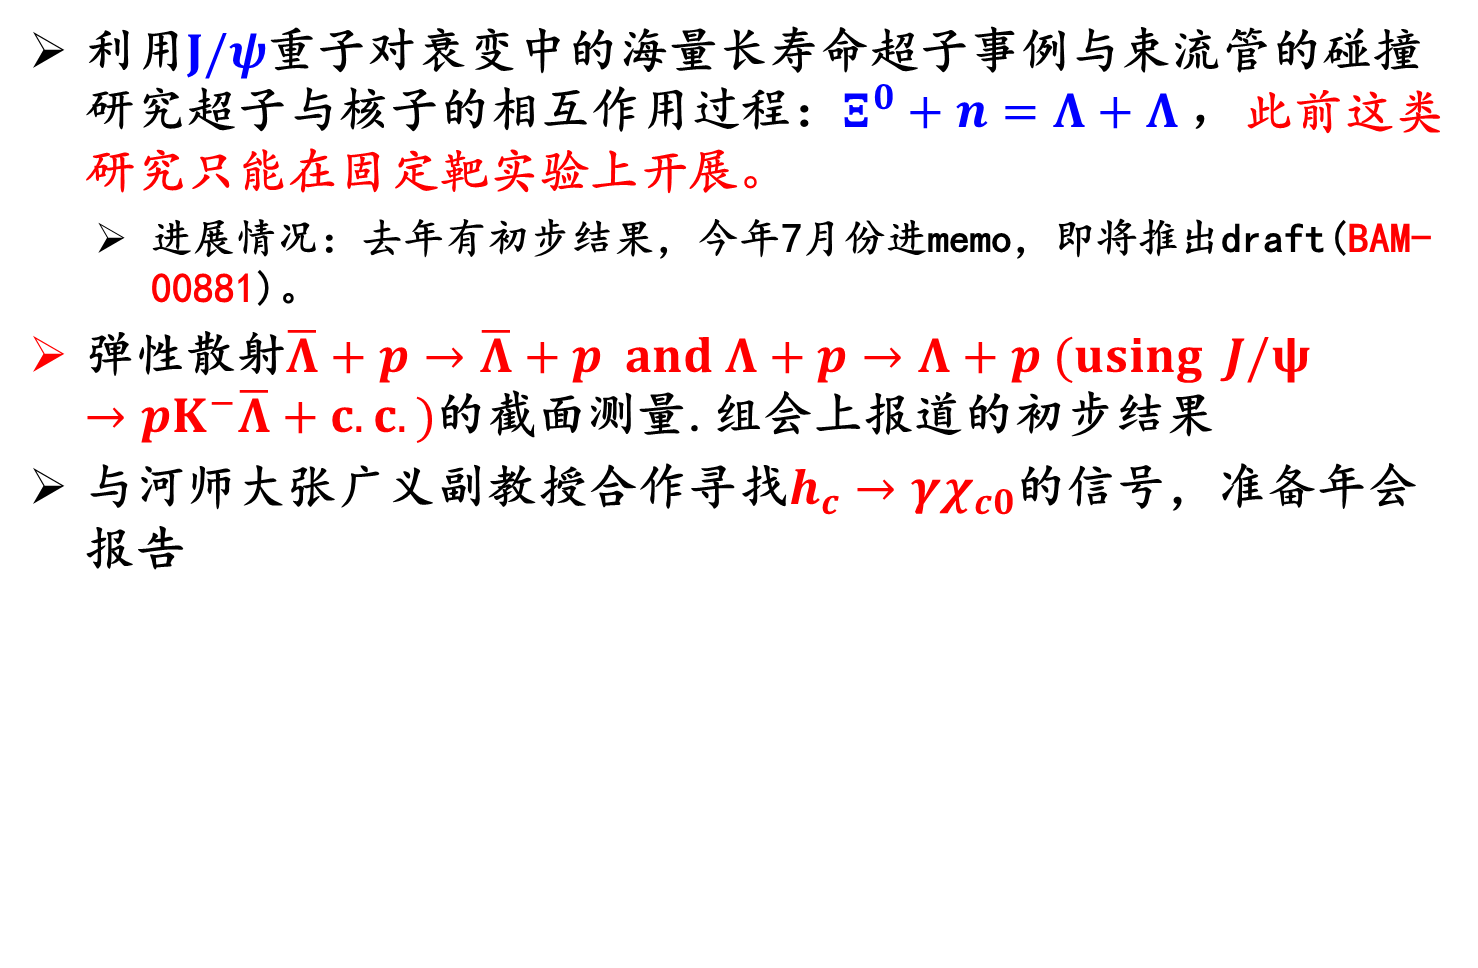 ➢ 利用J/ψ重子对衰变中的海量长寿命超子事例与束流管的碰撞
研究超子与核子的相互作用过程：Ξ⁰ + n = Λ + Λ，此前这类
研究只能在固定靶实验上开展。
➢ 进展情况：去年有初步结果，今年7月份进memo，即将推出draft(BAM-
00881)。
➢ 弹性散射Λ̅ + p → Λ̅ + p and Λ + p → Λ + p (using J/ψ
→ pK⁻Λ̅ + c.c.)的截面测量.组会上报道的初步结果
➢ 与河师大张广义副教授合作寻找h_c → γχ_c0的信号，准备年会
报告